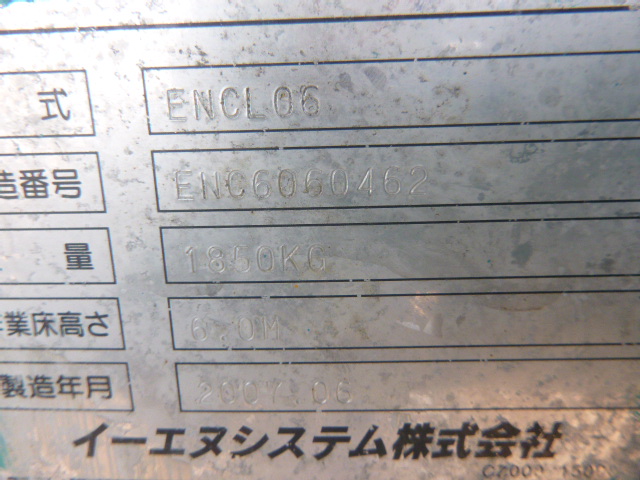 式 ENCL06
造番号 ENC6060462
量 1850KG
業床高さ 6.0M
製造年月 2007.06
イーエヌシステム株式会社